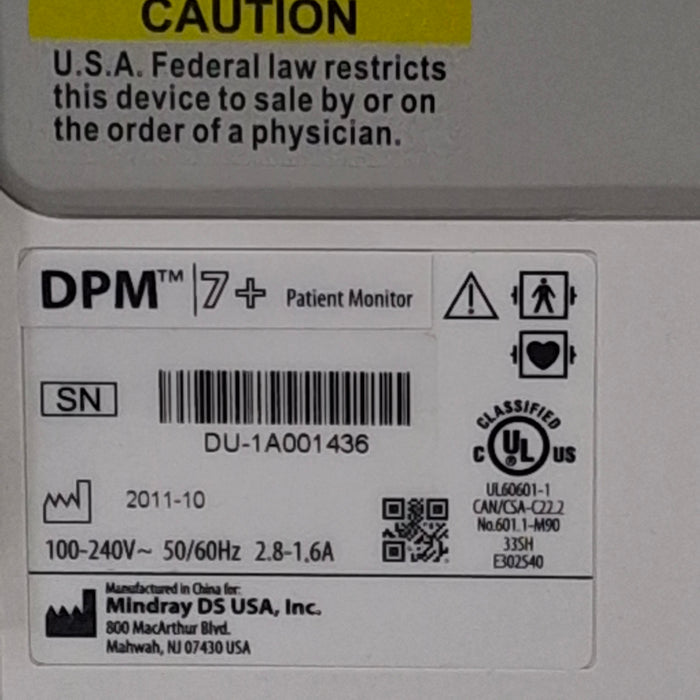 CAUTION
U.S.A. Federal law restricts
this device to sale by or on
the order of a physician.
DPM™ 7+ Patient Monitor
SN
DU-1A001436
2011-10
100-240V~ 50/60Hz 2.8-1.6A
CLASSIFIED
C UL ® US
UL60601-1
CAN/CSA-C22.2
No.601.1-M90
33SH
E302540
Manufactured in China for:
Mindray DS USA, Inc.
800 MacArthur Blvd.
Mahwah, NJ 07430 USA